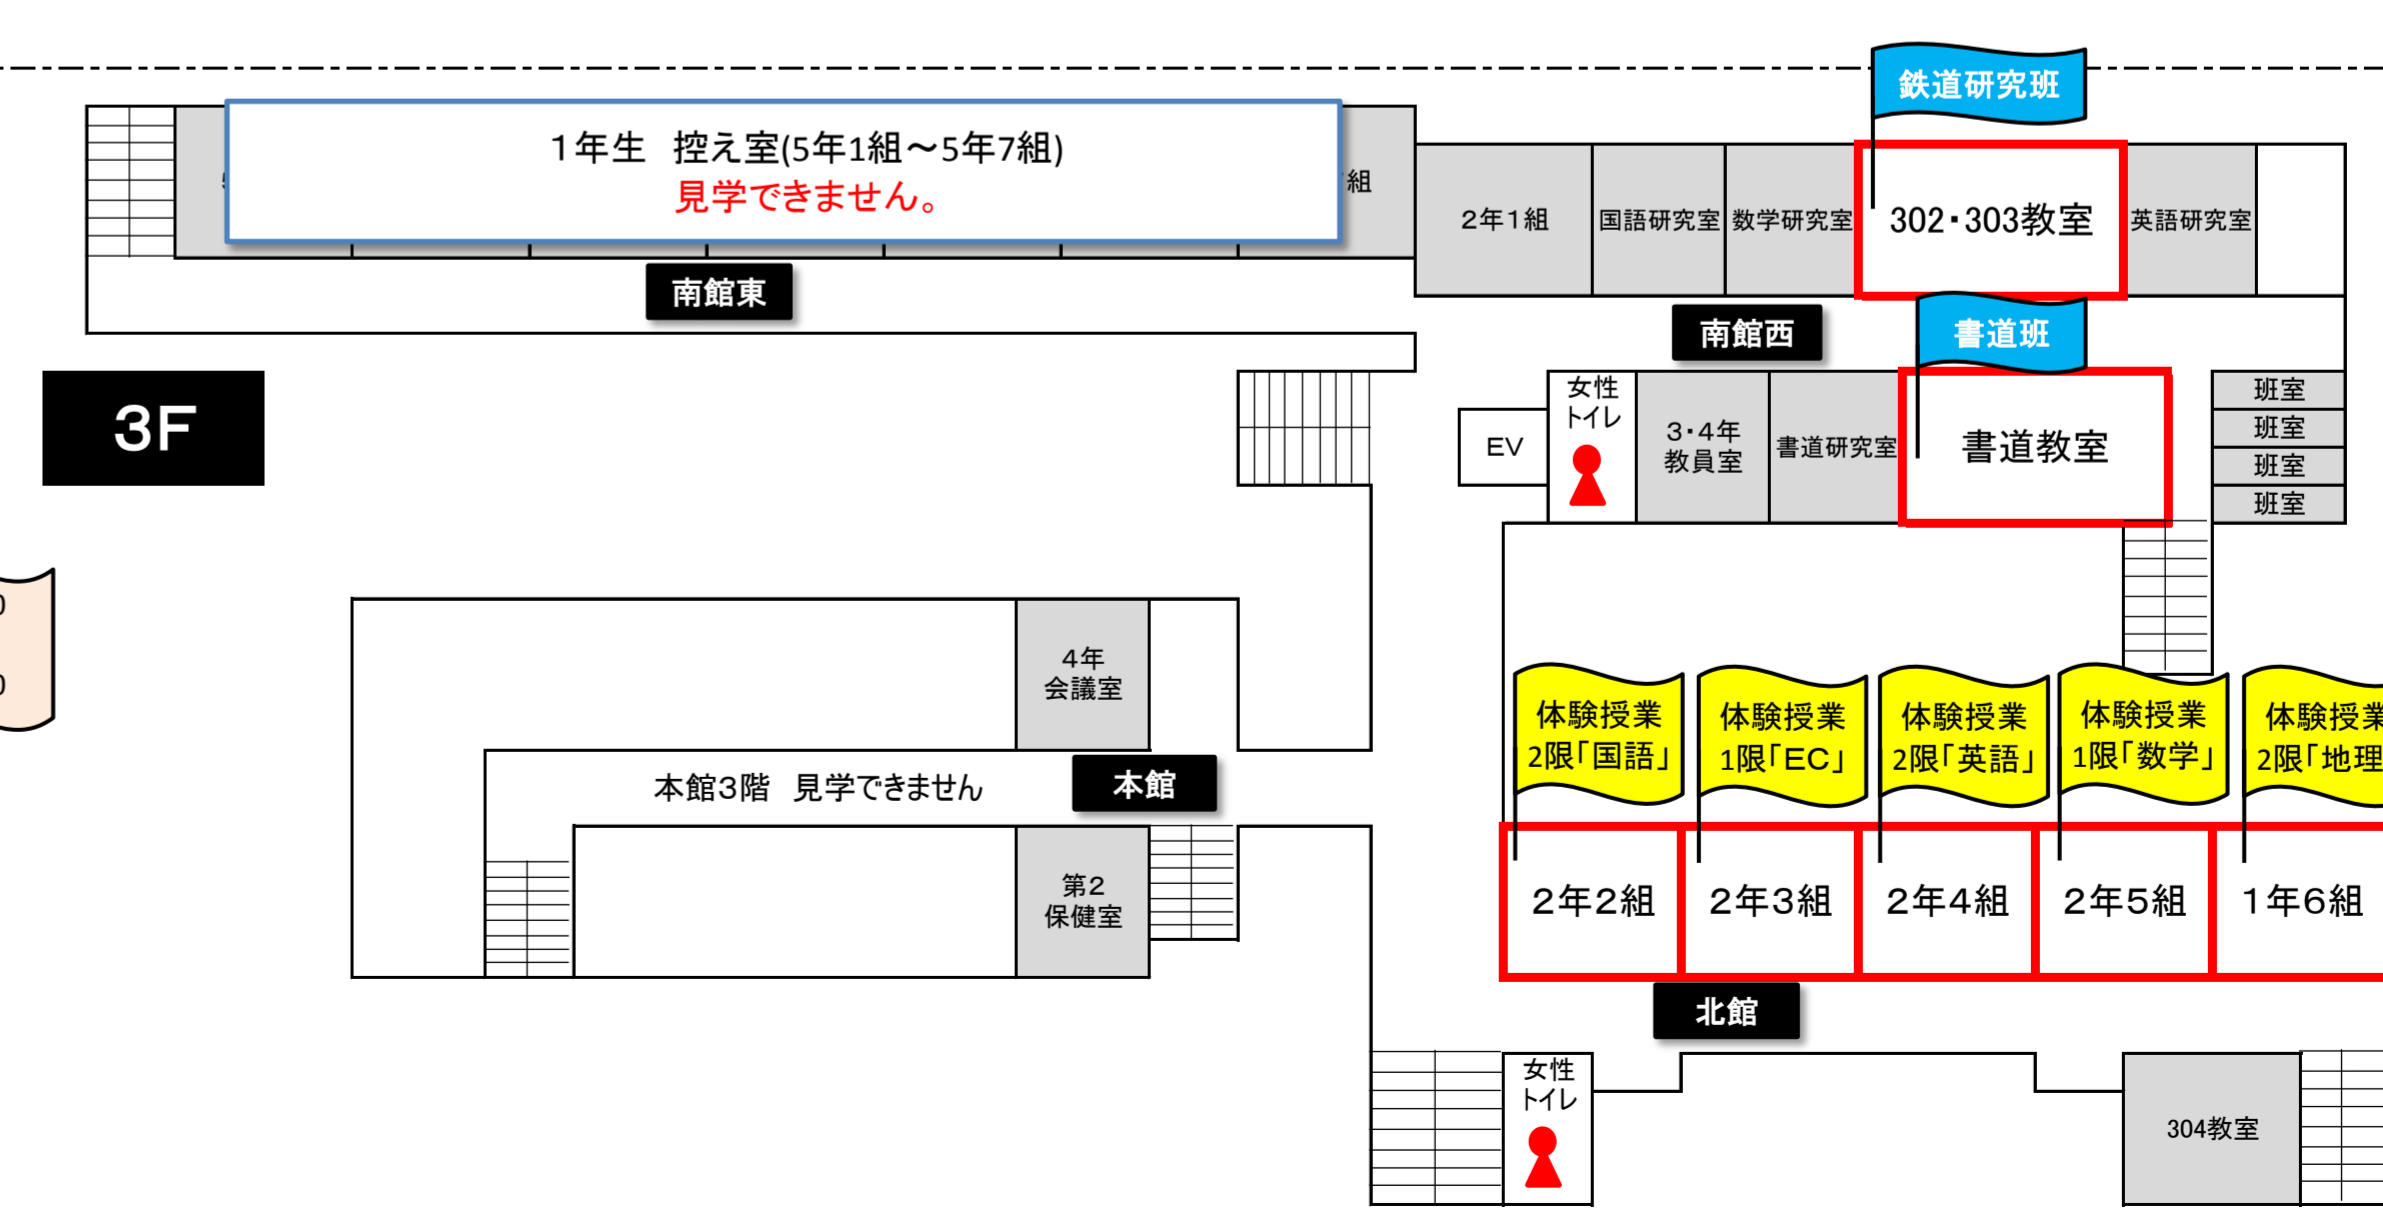 鉄道研究班
１年生　控え室(5年1組～5年7組)
見学できません。
組
２年１組
国語研究室
数学研究室
302・303教室
英語研究室
南館東
南館西
書道班
３Ｆ
女性
トイレ
ＥＶ
３・４年
教員室
書道研究室
書道教室
班室
班室
班室
班室
４年
会議室
体験授業
2限「国語」
体験授業
1限「ＥＣ」
体験授業
2限「英語」
体験授業
1限「数学」
体験授業
2限「地理
本館３階　見学できません
本館
第２
保健室
２年２組
２年３組
２年４組
２年５組
１年６組
北館
女性
トイレ
304教室